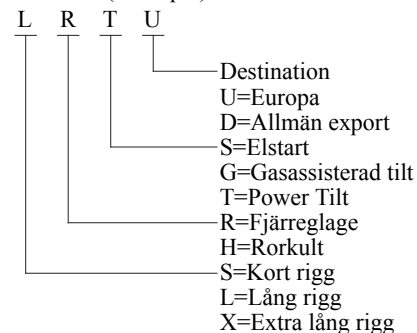 L R T U
Destination
U=Europa
D=Allmän export
S=Elstart
G=Gasassisterad tilt
T=Power Tilt
R=Fjärreglage
H=Rorkult
S=Kort rigg
L=Lång rigg
X=Extra lång rigg